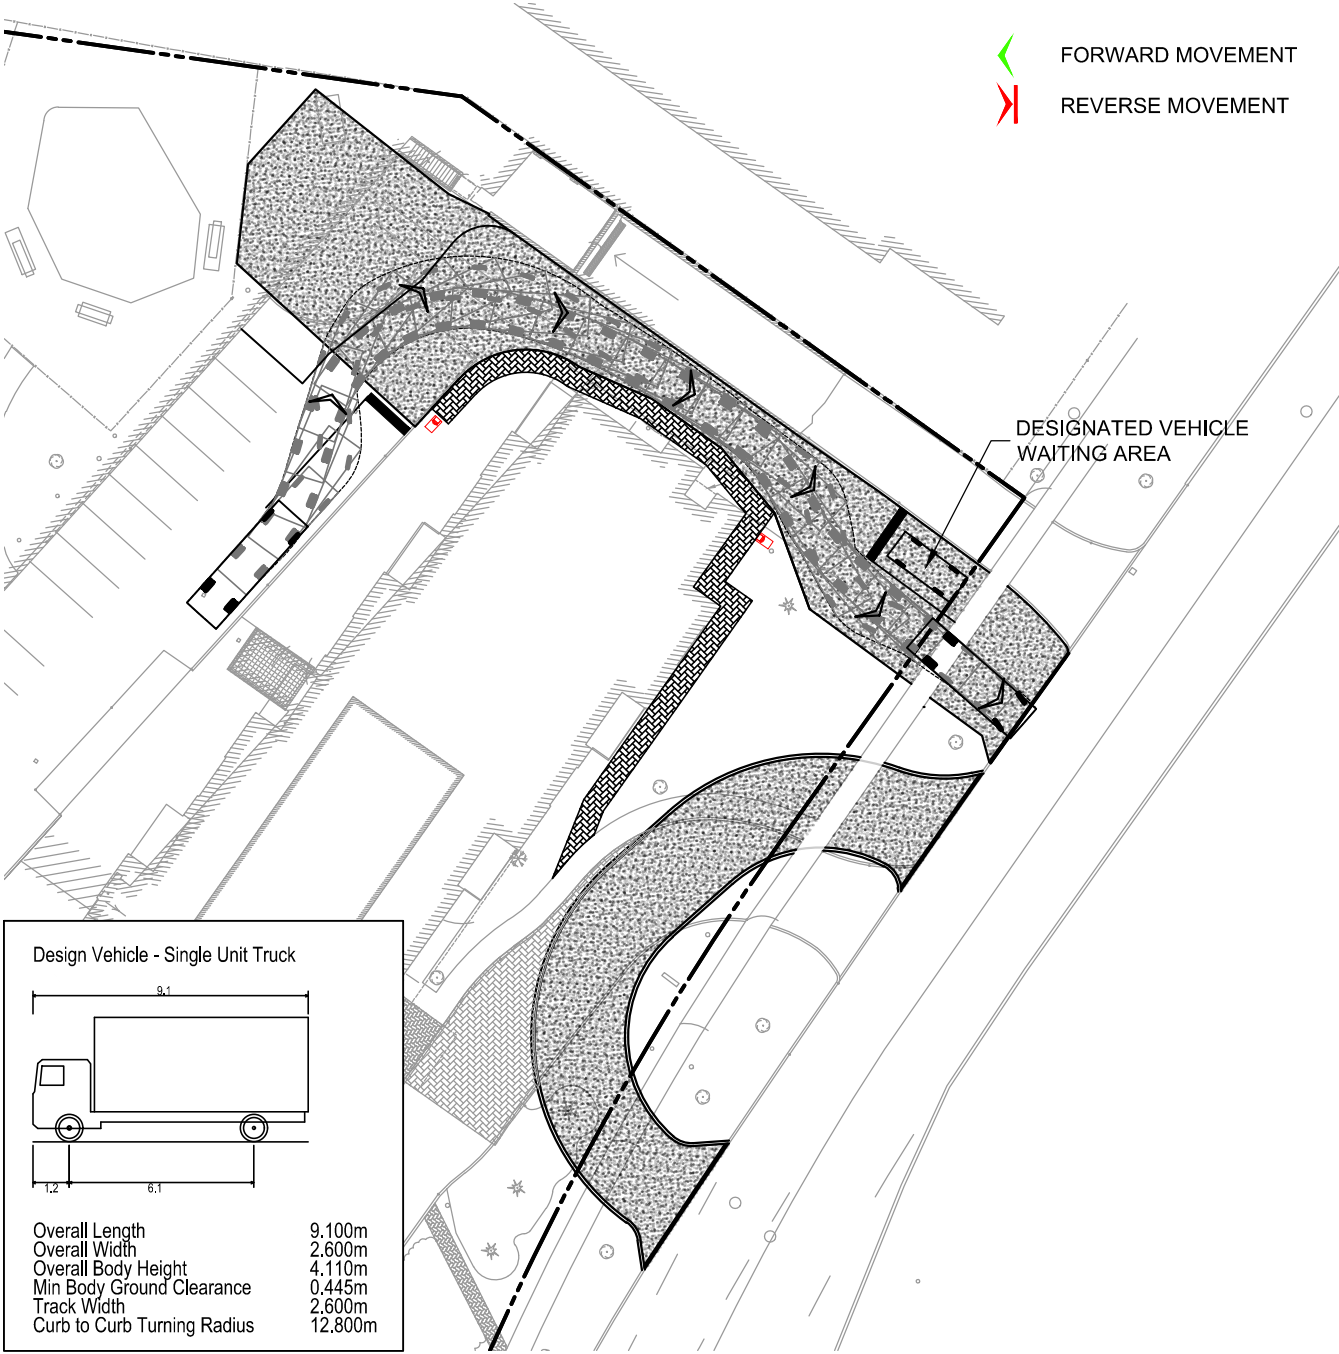 FORWARD MOVEMENT
REVERSE MOVEMENT
DESIGNATED VEHICLE
WAITING AREA
Design Vehicle - Single Unit Truck
9.1
1.2
6.1
Overall Length 9.100m
Overall Width 2.600m
Overall Body Height 4.110m
Min Body Ground Clearance 0.445m
Track Width 2.600m
Curb to Curb Turning Radius 12.800m